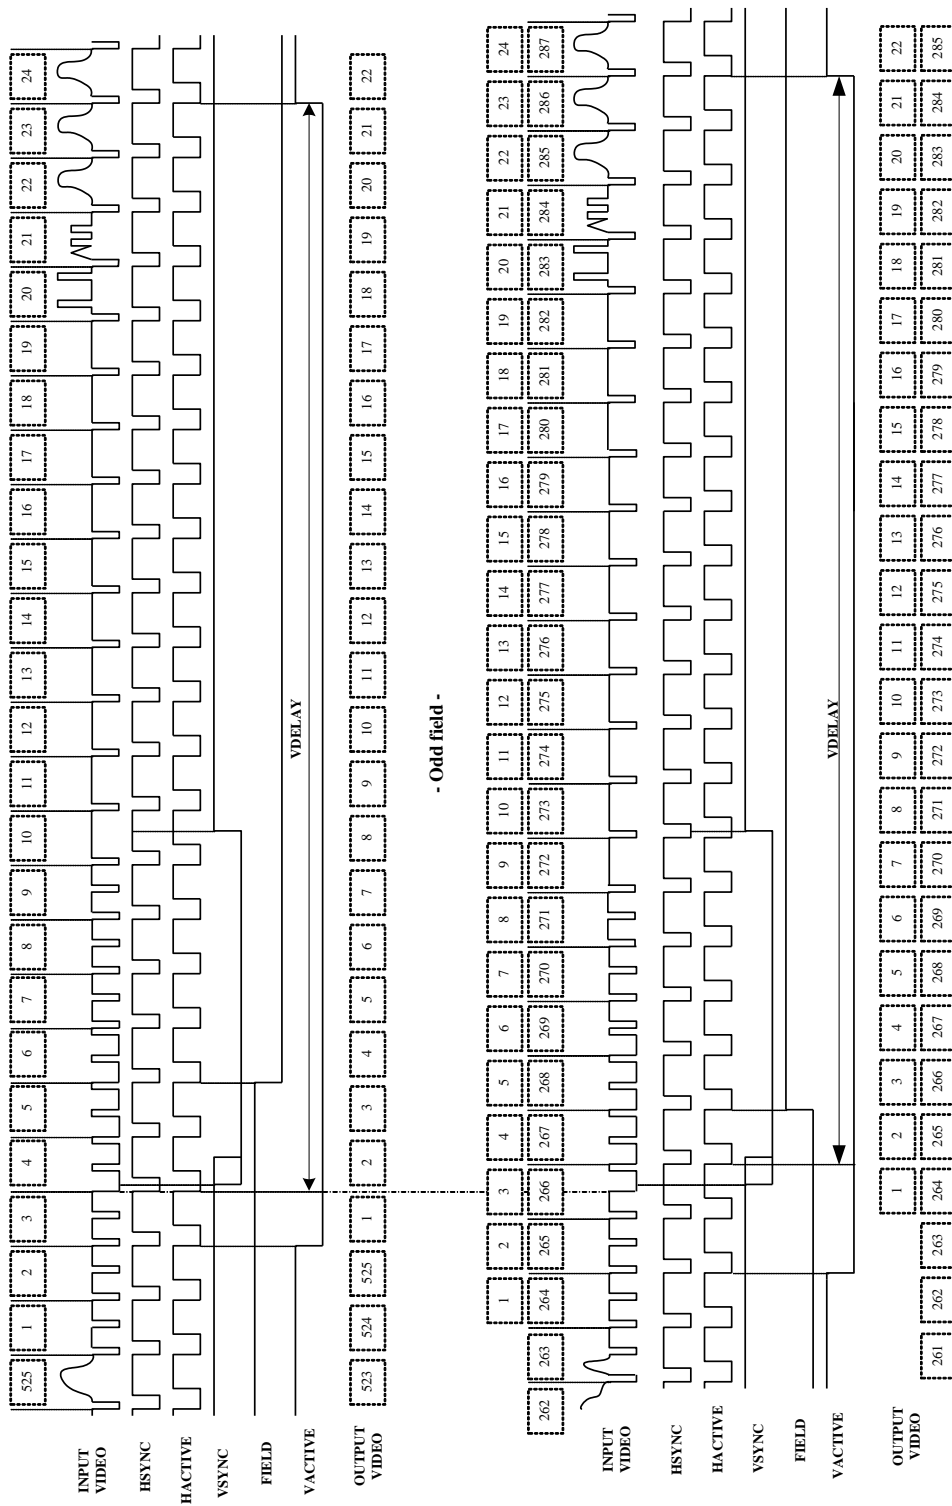 525 1 2 3 4 5 6 7 8 9 10 11 12 13 14 15 16 17 18 19 20 21 22 23 24
INPUT
VIDEO
HSYNC
HACTIVE
VSYNC
FIELD
VACTIVE
VDELAY
OUTPUT
VIDEO
523 524 525 1 2 3 4 5 6 7 8 9 10 11 12 13 14 15 16 17 18 19 20 21 22
- Odd field -
1 2 3 4 5 6 7 8 9 10 11 12 13 14 15 16 17 18 19 20 21 22 23 24
262 263 264 265 266 267 268 269 270 271 272 273 274 275 276 277 278 279 280 281 282 283 284 285 286 287
INPUT
VIDEO
HSYNC
HACTIVE
VSYNC
FIELD
VACTIVE
VDELAY
OUTPUT
VIDEO
1 2 3 4 5 6 7 8 9 10 11 12 13 14 15 16 17 18 19 20 21 22
261 262 263 264 265 266 267 268 269 270 271 272 273 274 275 276 277 278 279 280 281 282 283 284 285